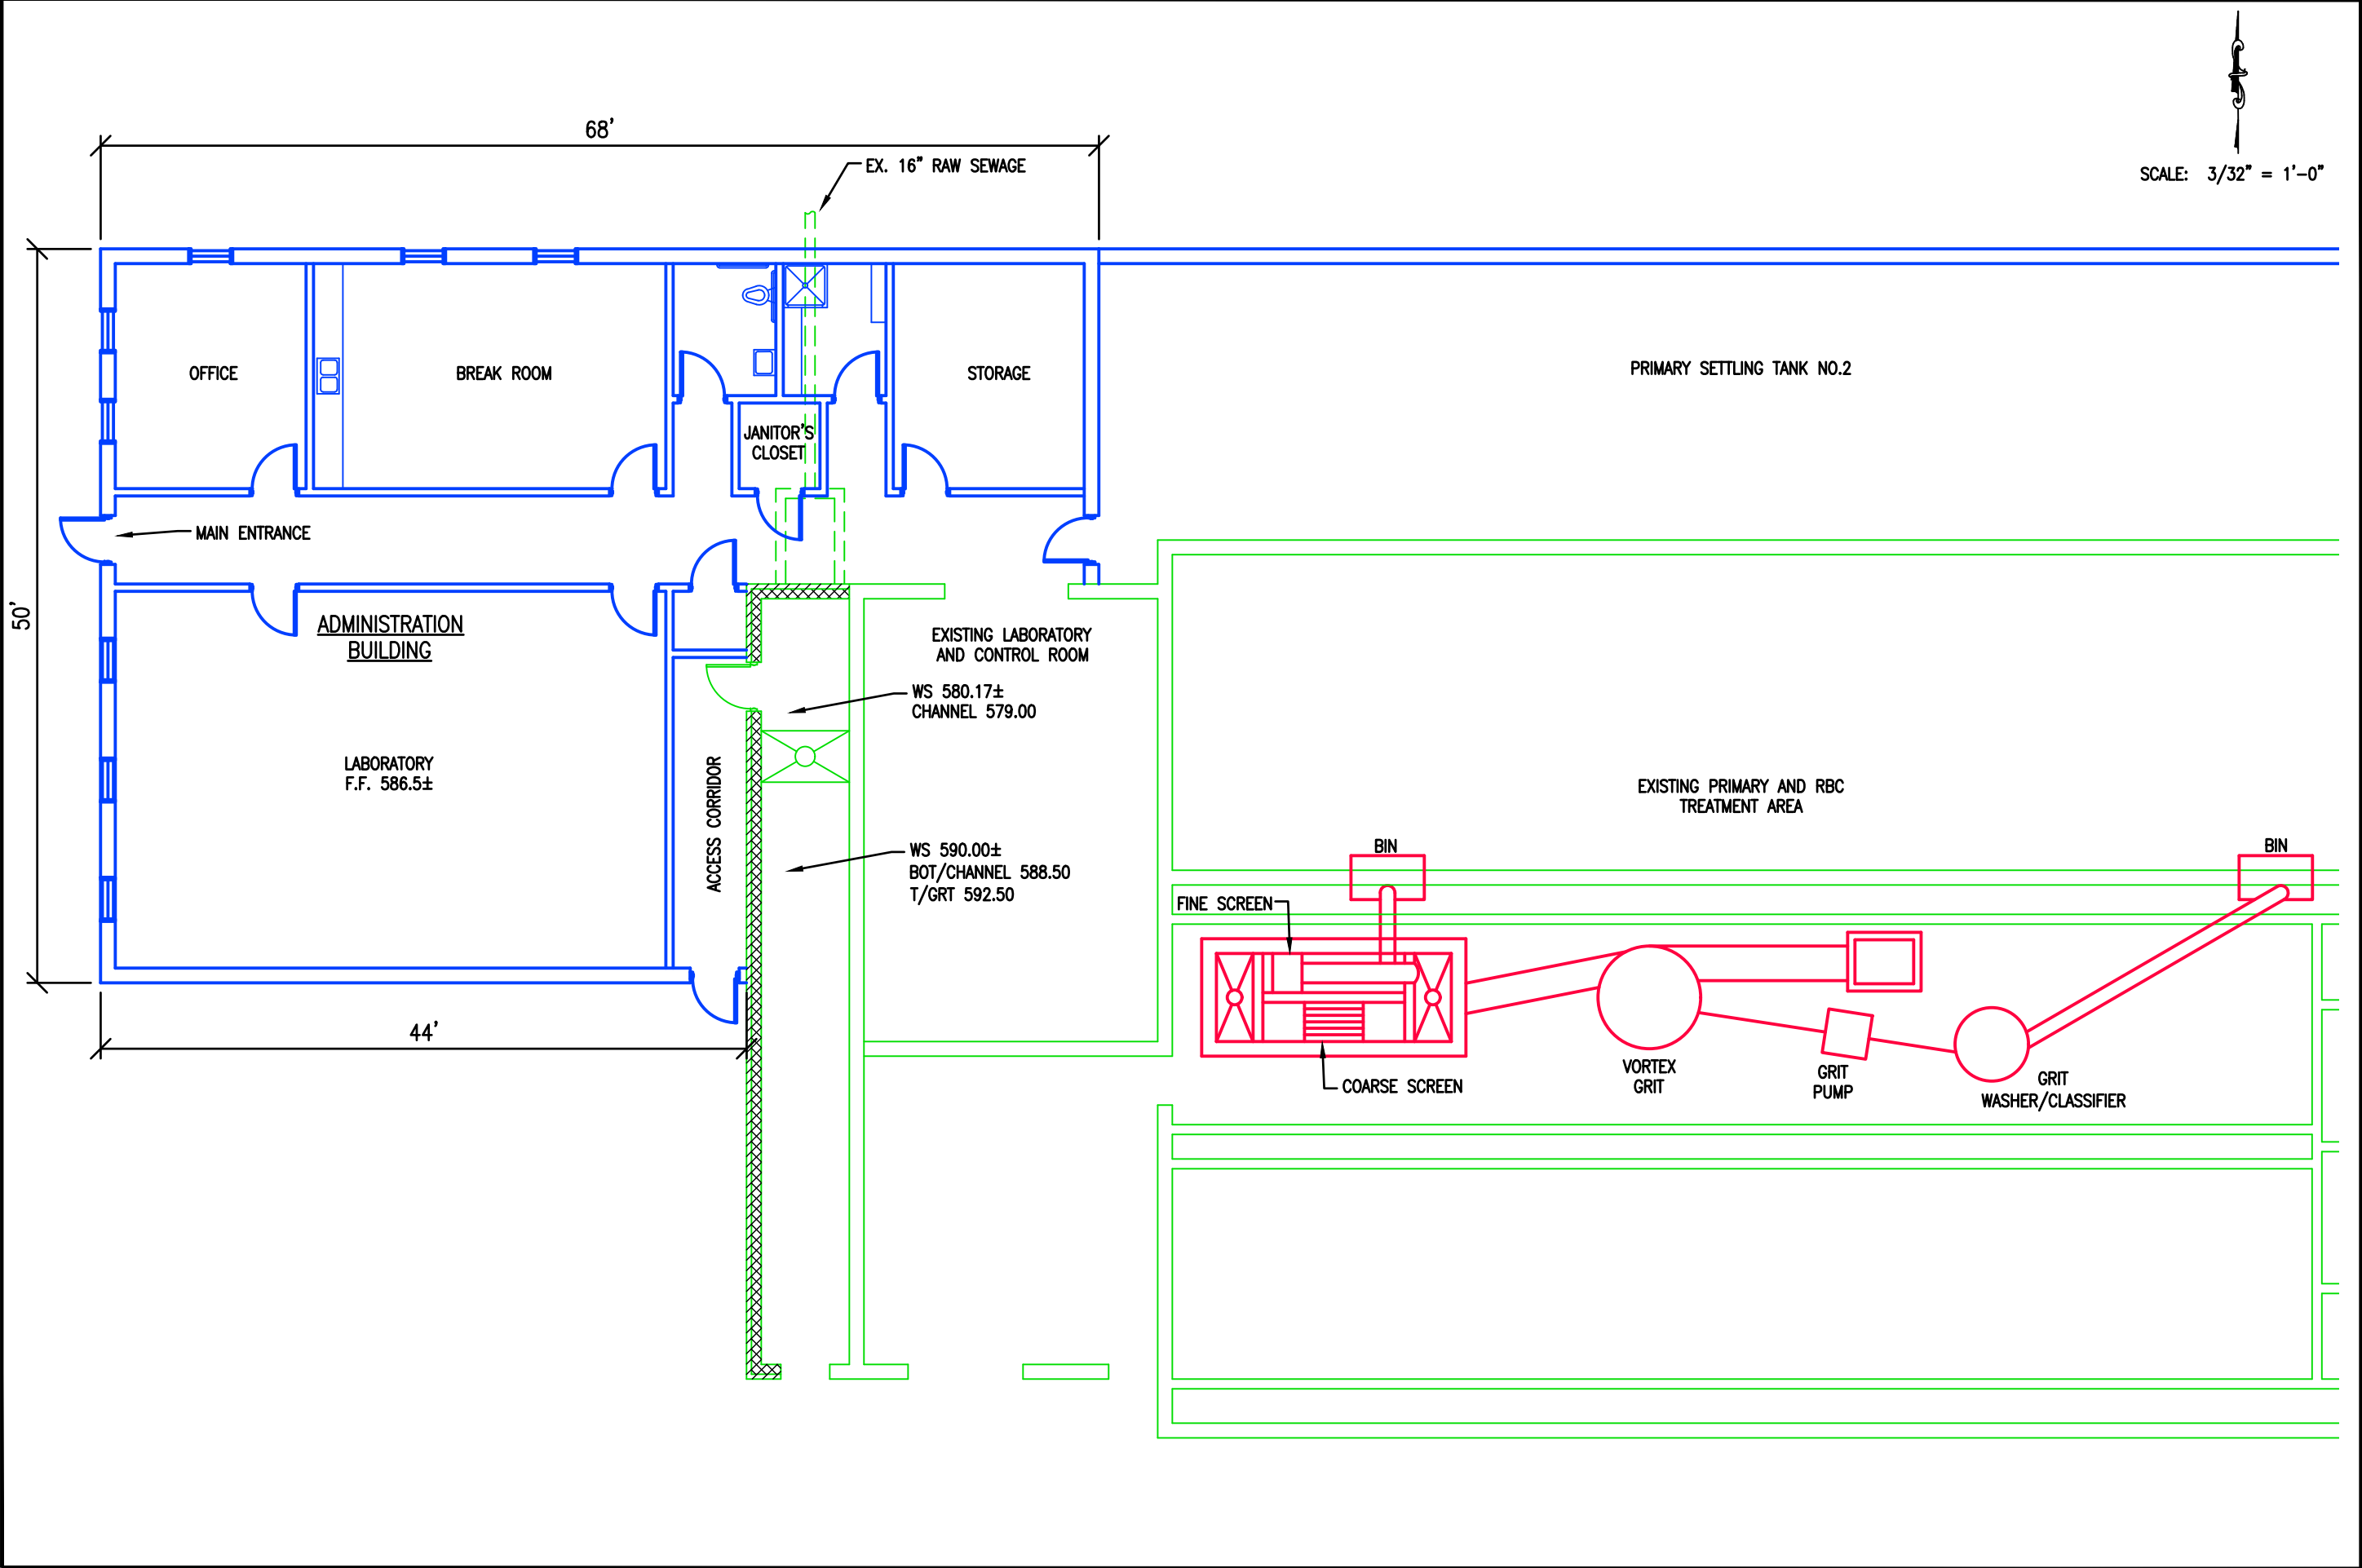 68'
EX. 16" RAW SEWAGE
SCALE: 3/32" = 1'-0"
OFFICE
BREAK ROOM
STORAGE
PRIMARY SETTLING TANK NO.2
JANITOR'S
CLOSET
MAIN ENTRANCE
50'
ADMINISTRATION
BUILDING
EXISTING LABORATORY
AND CONTROL ROOM
WS 580.17±
CHANNEL 579.00
LABORATORY
F.F. 586.5±
ACCESS CORRIDOR
EXISTING PRIMARY AND RBC
TREATMENT AREA
WS 590.00±
BOT/CHANNEL 588.50
T/GRT 592.50
BIN
BIN
FINE SCREEN
44'
COARSE SCREEN
VORTEX
GRIT
GRIT
PUMP
GRIT
WASHER/CLASSIFIER